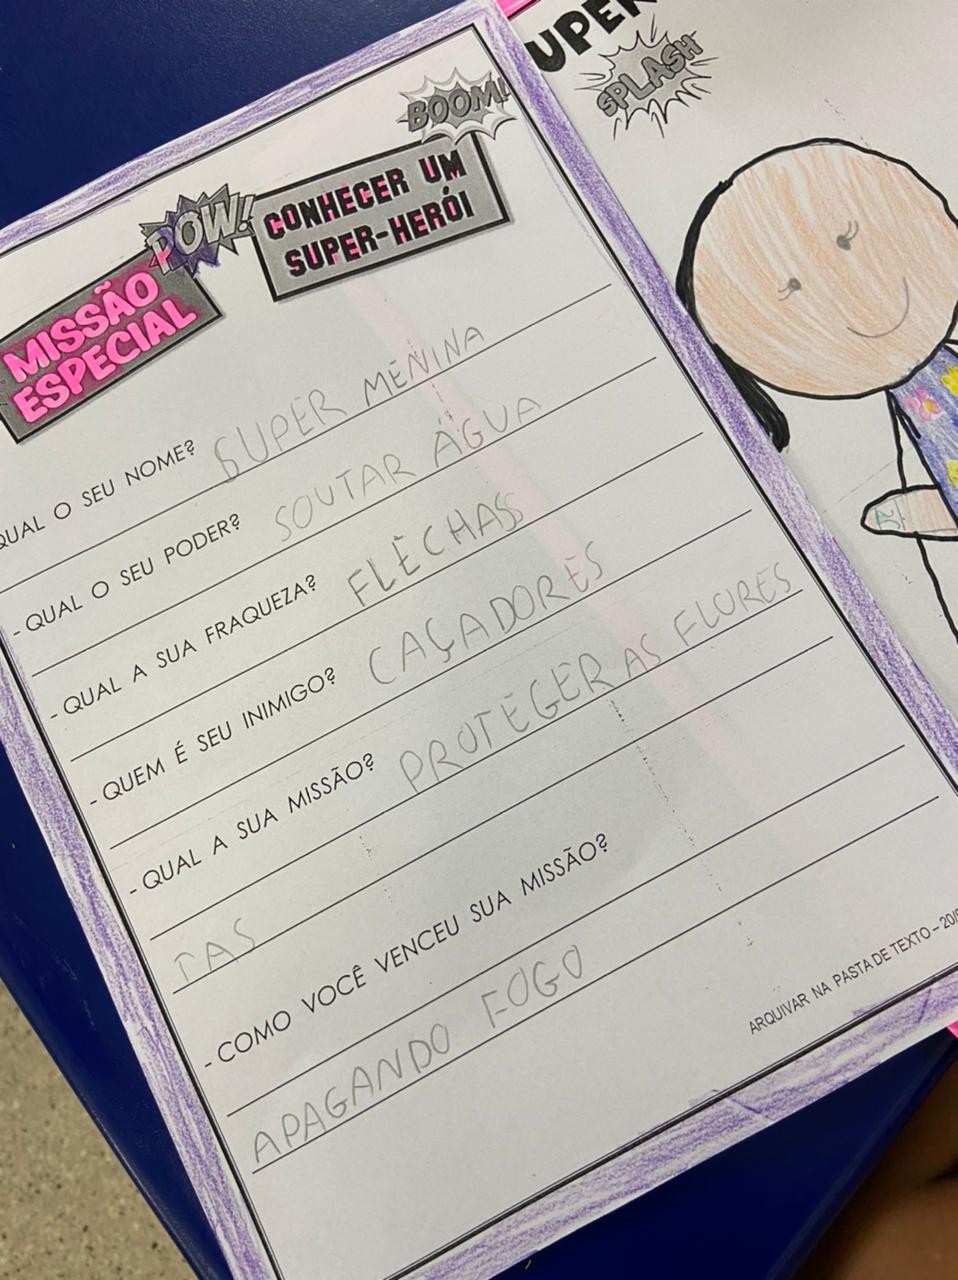 BOOM!
POW!
MISSÃO
ESPECIAL
CONHECER UM
SUPER-HERÓI
QUAL O SEU NOME? SUPER MENINA
- QUAL O SEU PODER? SOUTAR ÁGUA
- QUAL A SUA FRAQUEZA? FLECHAS
- QUEM É SEU INIMIGO? CAÇADORES
- QUAL A SUA MISSÃO? PROTEGER AS FLORES
TAS
- COMO VOCÊ VENCEU SUA MISSÃO?
APAGANDO FOGO
ARQUIVAR NA PASTA DE TEXTO –
UPER
SPLASH